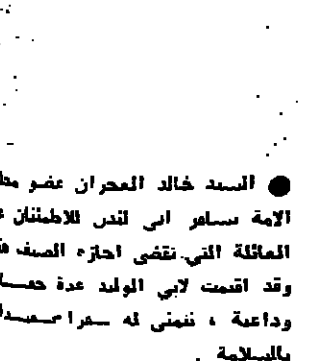 ● السيد خالد العجران عضو
الامة سافر الى لندن للاطمئنان
العائلة التي تقضي اجازة الصيف
وقد اقيمت لابي الوليد عدة
وداعية ، نتمنى له
بالسلامة .